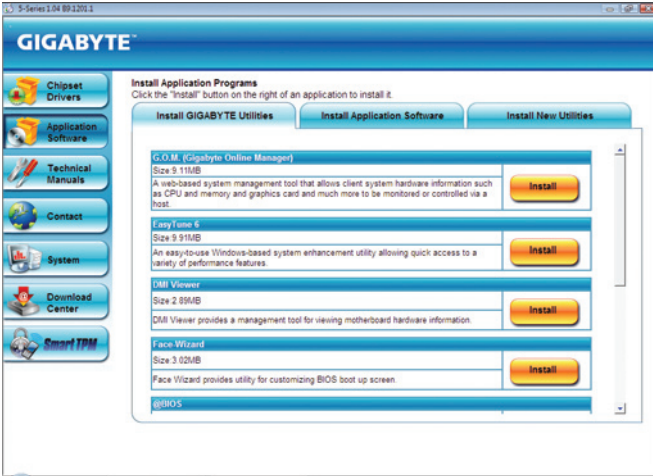 5-Series 1.04 B9.1201.1
GIGABYTE™
Chipset
Drivers
Application
Software
Technical
Manuals
Contact
System
Download
Center
Smart TPM
Install Application Programs
Click the "Install" button on the right of an application to install it.
Install GIGABYTE Utilities
Install Application Software
Install New Utilities
G.O.M. (Gigabyte Online Manager)
Size:9.11MB
A web-based system management tool that allows client system hardware information such
as CPU and memory and graphics card and much more to be monitored or controlled via a
host.
Install
EasyTune 6
Size:9.91MB
An easy-to-use Windows-based system enhancement utility allowing quick access to a
variety of performance features.
Install
DMI Viewer
Size:2.89MB
DMI Viewer provides a management tool for viewing motherboard hardware information.
Install
Face-Wizard
Size:3.02MB
Face Wizard provides utility for customizing BIOS boot up screen
Install
@BIOS